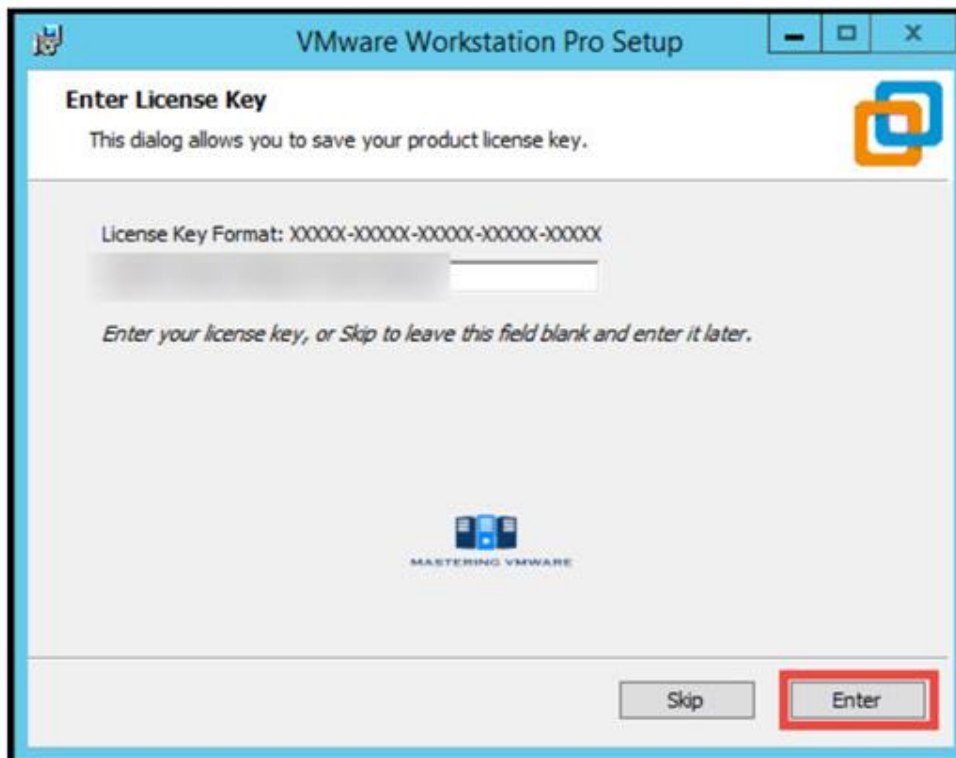 VMware Workstation Pro Setup
Enter License Key
This dialog allows you to save your product license key.
License Key Format: XXXXX-XXXXX-XXXXX-XXXXX-XXXXX
Enter your license key, or Skip to leave this field blank and enter it later.
MASTERING VMWARE
Skip
Enter